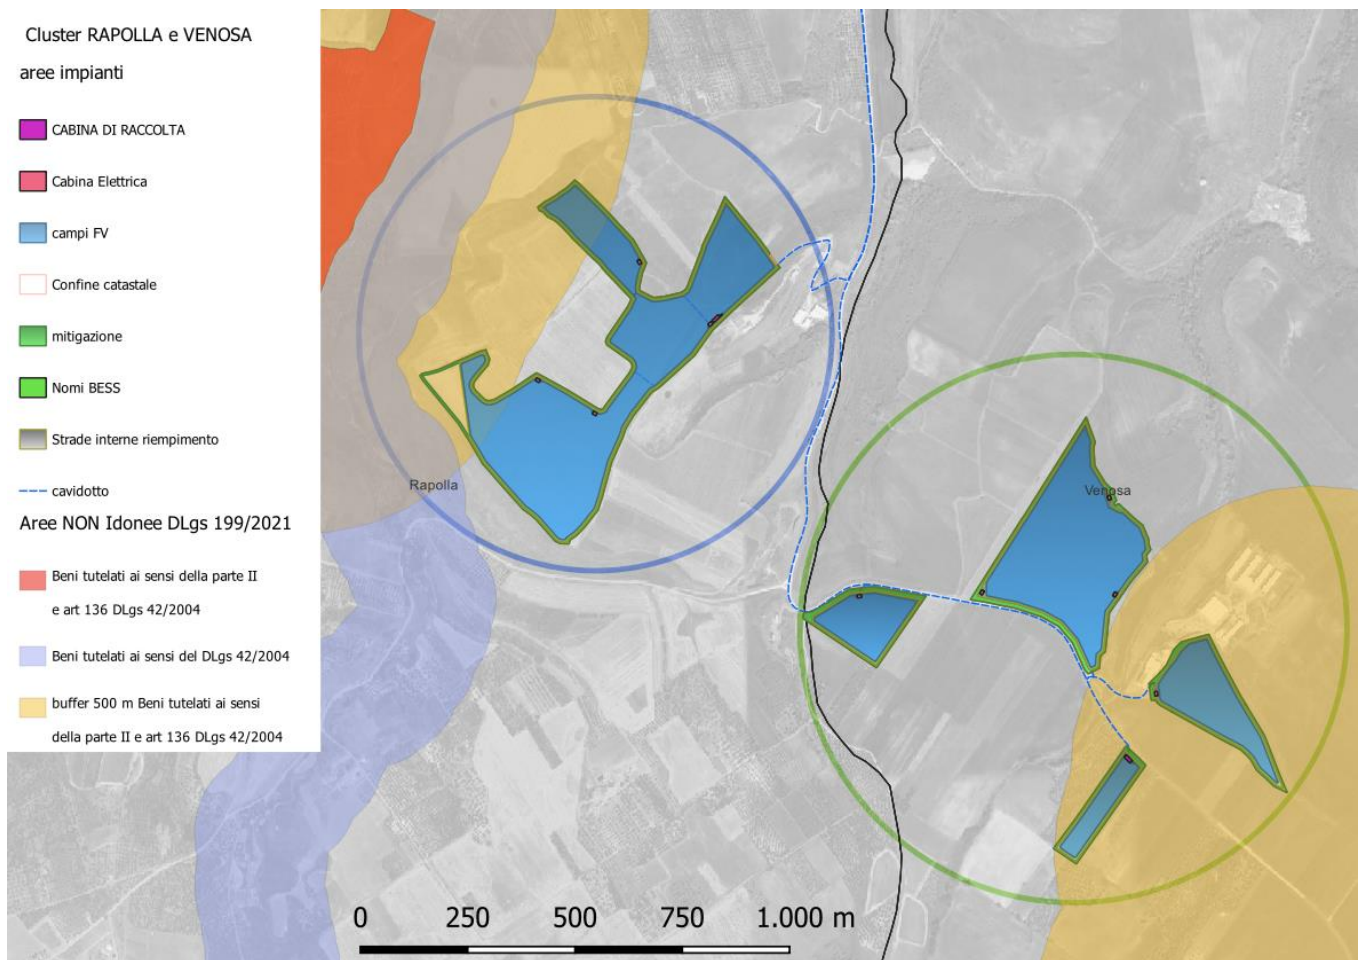 Cluster RAPOLLA e VENOSA
aree impianti
CABINA DI RACCOLTA
Cabina Elettrica
campi FV
Confine catastale
mitigazione
Nomi BESS
Strade interne riempimento
cavidotto
Aree NON Idonee DLgs 199/2021
Beni tutelati ai sensi della parte II
e art 136 DLgs 42/2004
Beni tutelati ai sensi del DLgs 42/2004
buffer 500 m Beni tutelati ai sensi
della parte II e art 136 DLgs 42/2004
Rapolla
Venosa
0 250 500 750 1.000 m